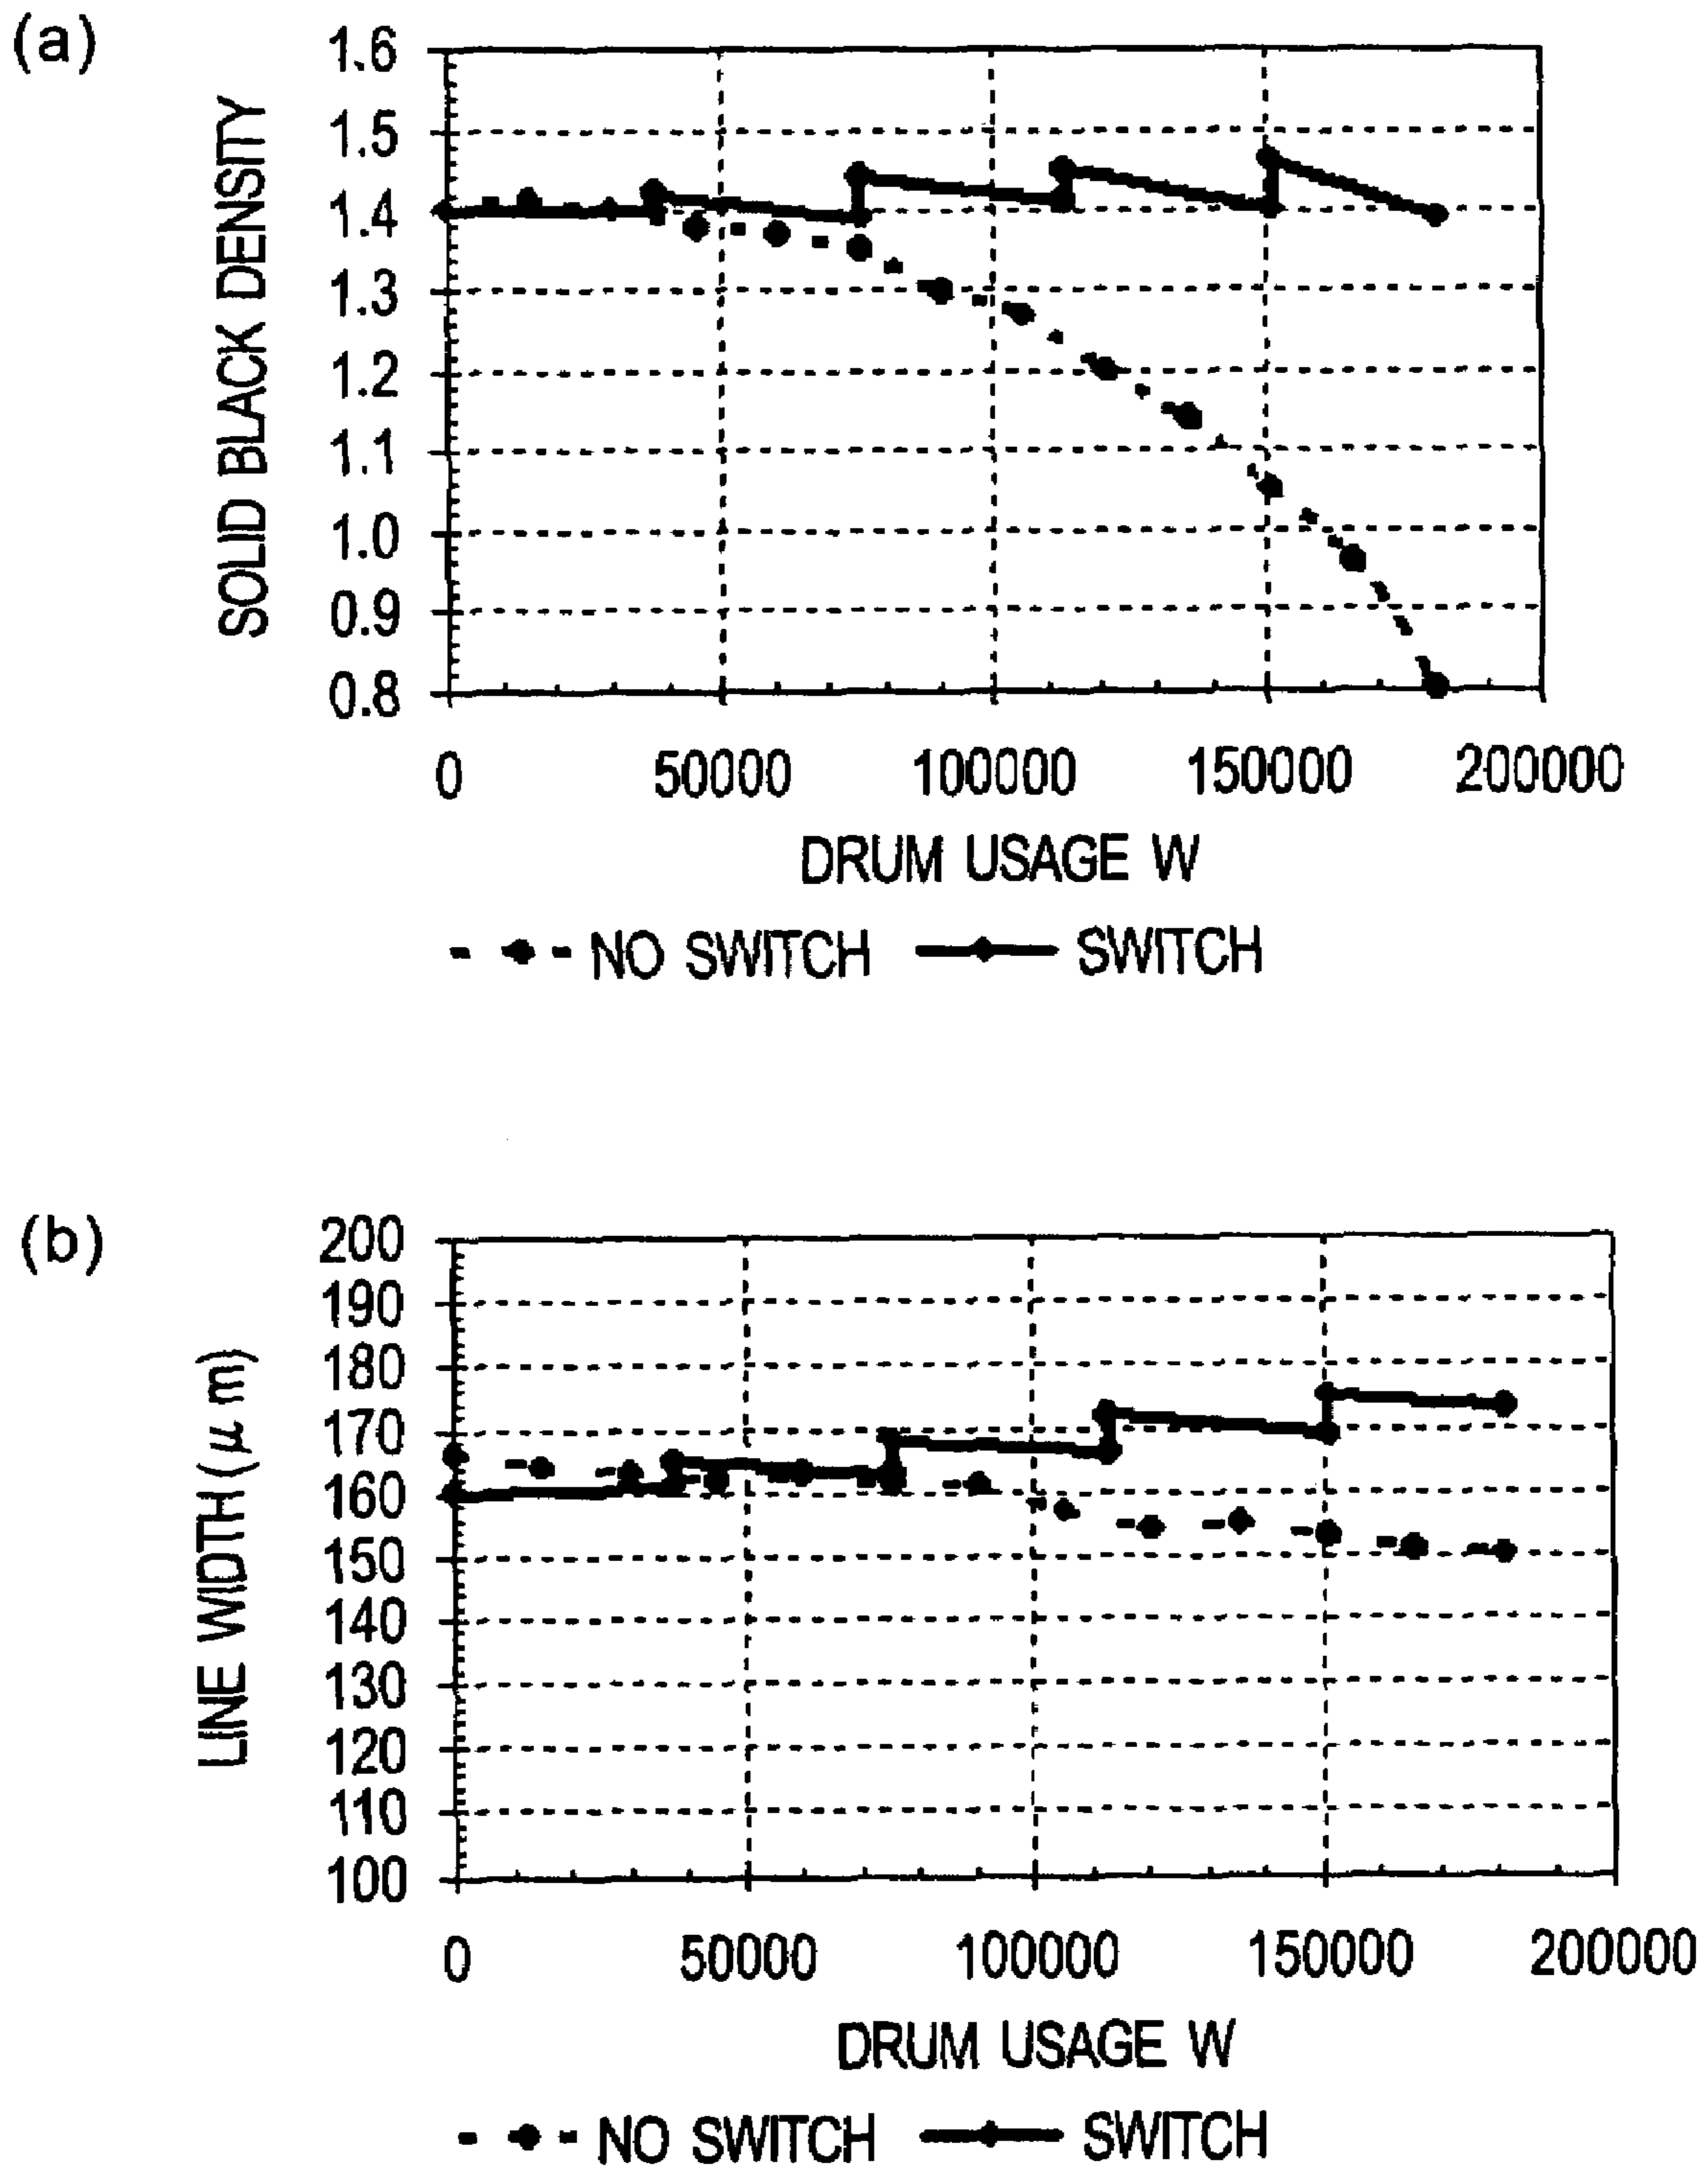 (a)
SOLID BLACK DENSITY
1.6
1.5
1.4
1.3
1.2
1.1
1.0
0.9
0.8
0 50000 100000 150000 200000
DRUM USAGE W
NO SWITCH SWITCH
(b)
LINE WIDTH (μm)
200
190
180
170
160
150
140
130
120
110
100
0 50000 100000 150000 200000
DRUM USAGE W
NO SWITCH SWITCH